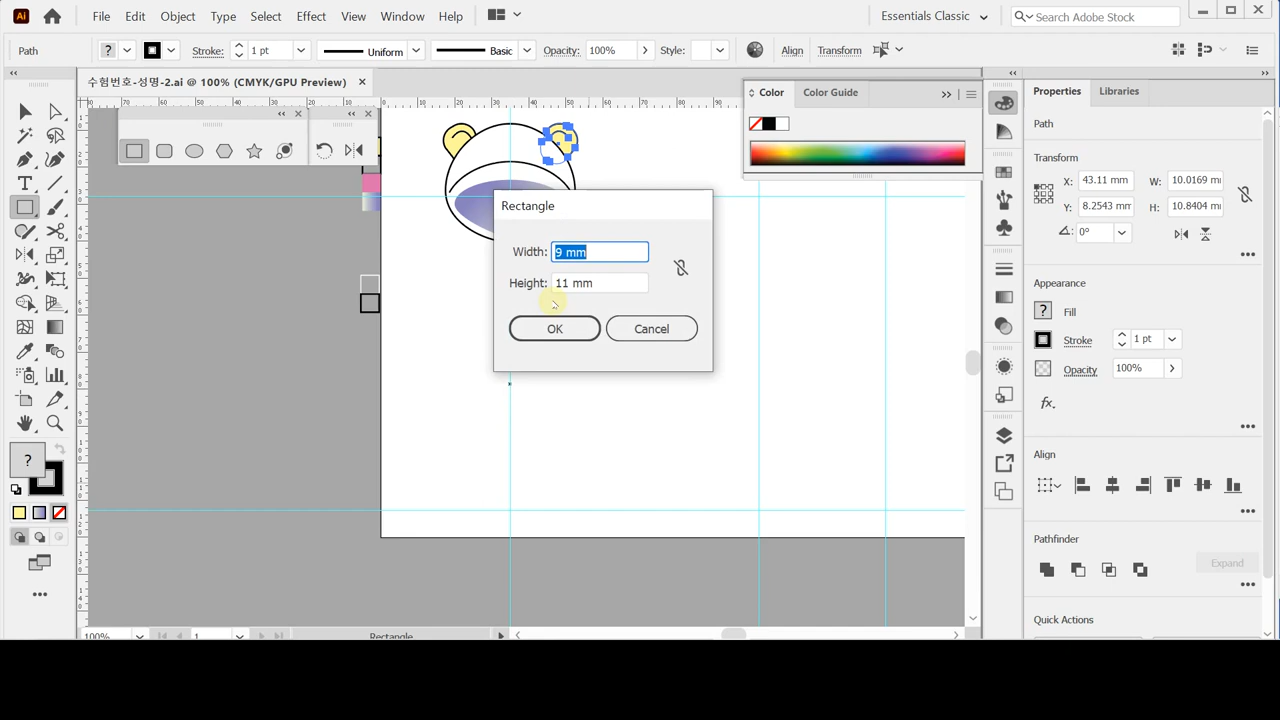 Ai File Edit Object Type Select Effect View Window Help Essentials Classic Search Adobe Stock
Path ? Stroke: 1 pt Uniform Basic Opacity: 100% Style: Align Transform
수험번호-성명-2.ai @ 100% (CMYK/GPU Preview)
Color Color Guide
Properties Libraries
Path
Transform
X: 43.11 mm W: 10.0169 m
Y: 8.2543 mm H: 10.8404 m
0°
Rectangle
Width: 9 mm
Height: 11 mm
OK Cancel
Appearance
? Fill
Stroke 1 pt
Opacity 100%
fx
Align
?
Pathfinder
Expand
Quick Actions
100% 1 Rectangle